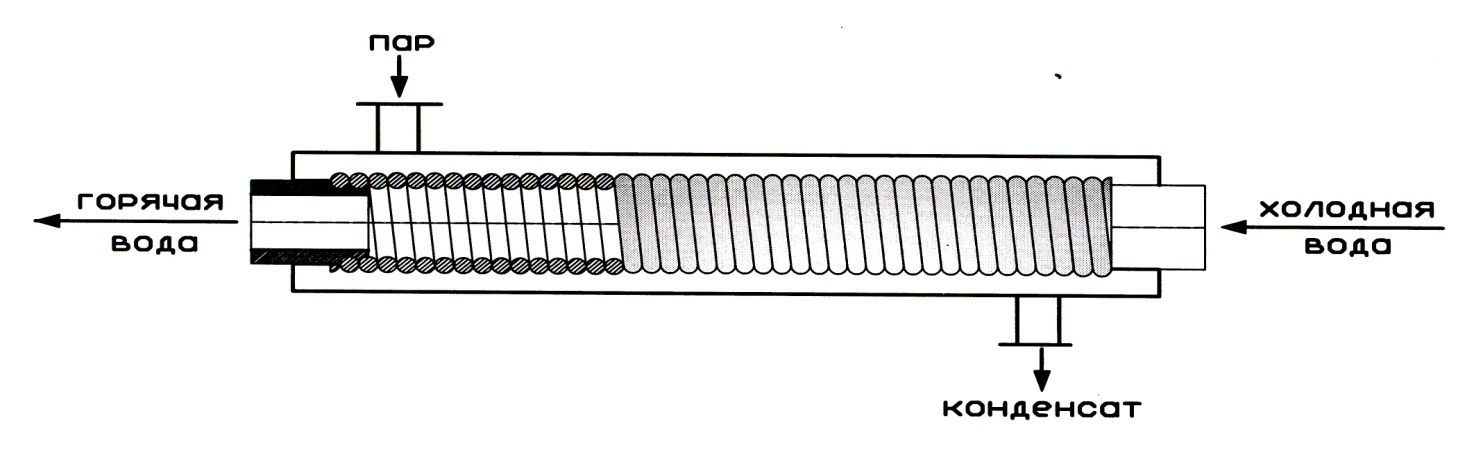 пар
горячая
вода
холодная
вода
конденсат